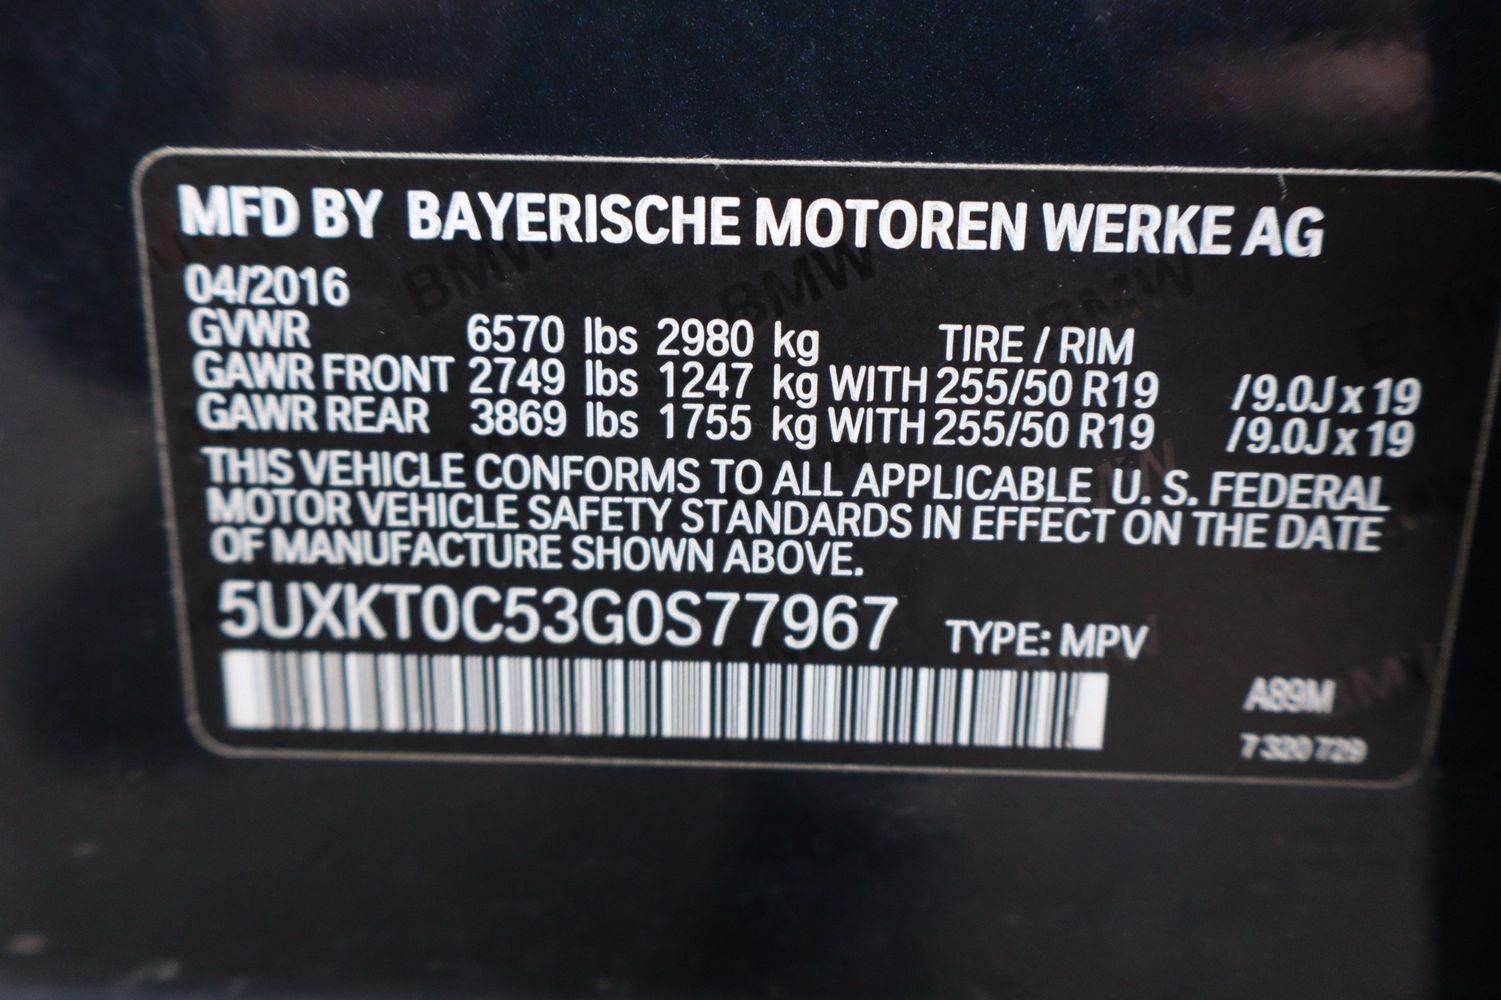 MFD BY BAYERISCHE MOTOREN WERKE AG
04/2016
GVWR 6570 lbs 2980 kg TIRE / RIM
GAWR FRONT 2749 lbs 1247 kg WITH 255/50 R19 /9.0J x 19
GAWR REAR 3869 lbs 1755 kg WITH 255/50 R19 /9.0J x 19
THIS VEHICLE CONFORMS TO ALL APPLICABLE U. S. FEDERAL
MOTOR VEHICLE SAFETY STANDARDS IN EFFECT ON THE DATE
OF MANUFACTURE SHOWN ABOVE.
5UXKT0C53G0S77967 TYPE: MPV
A89M
7 320 729